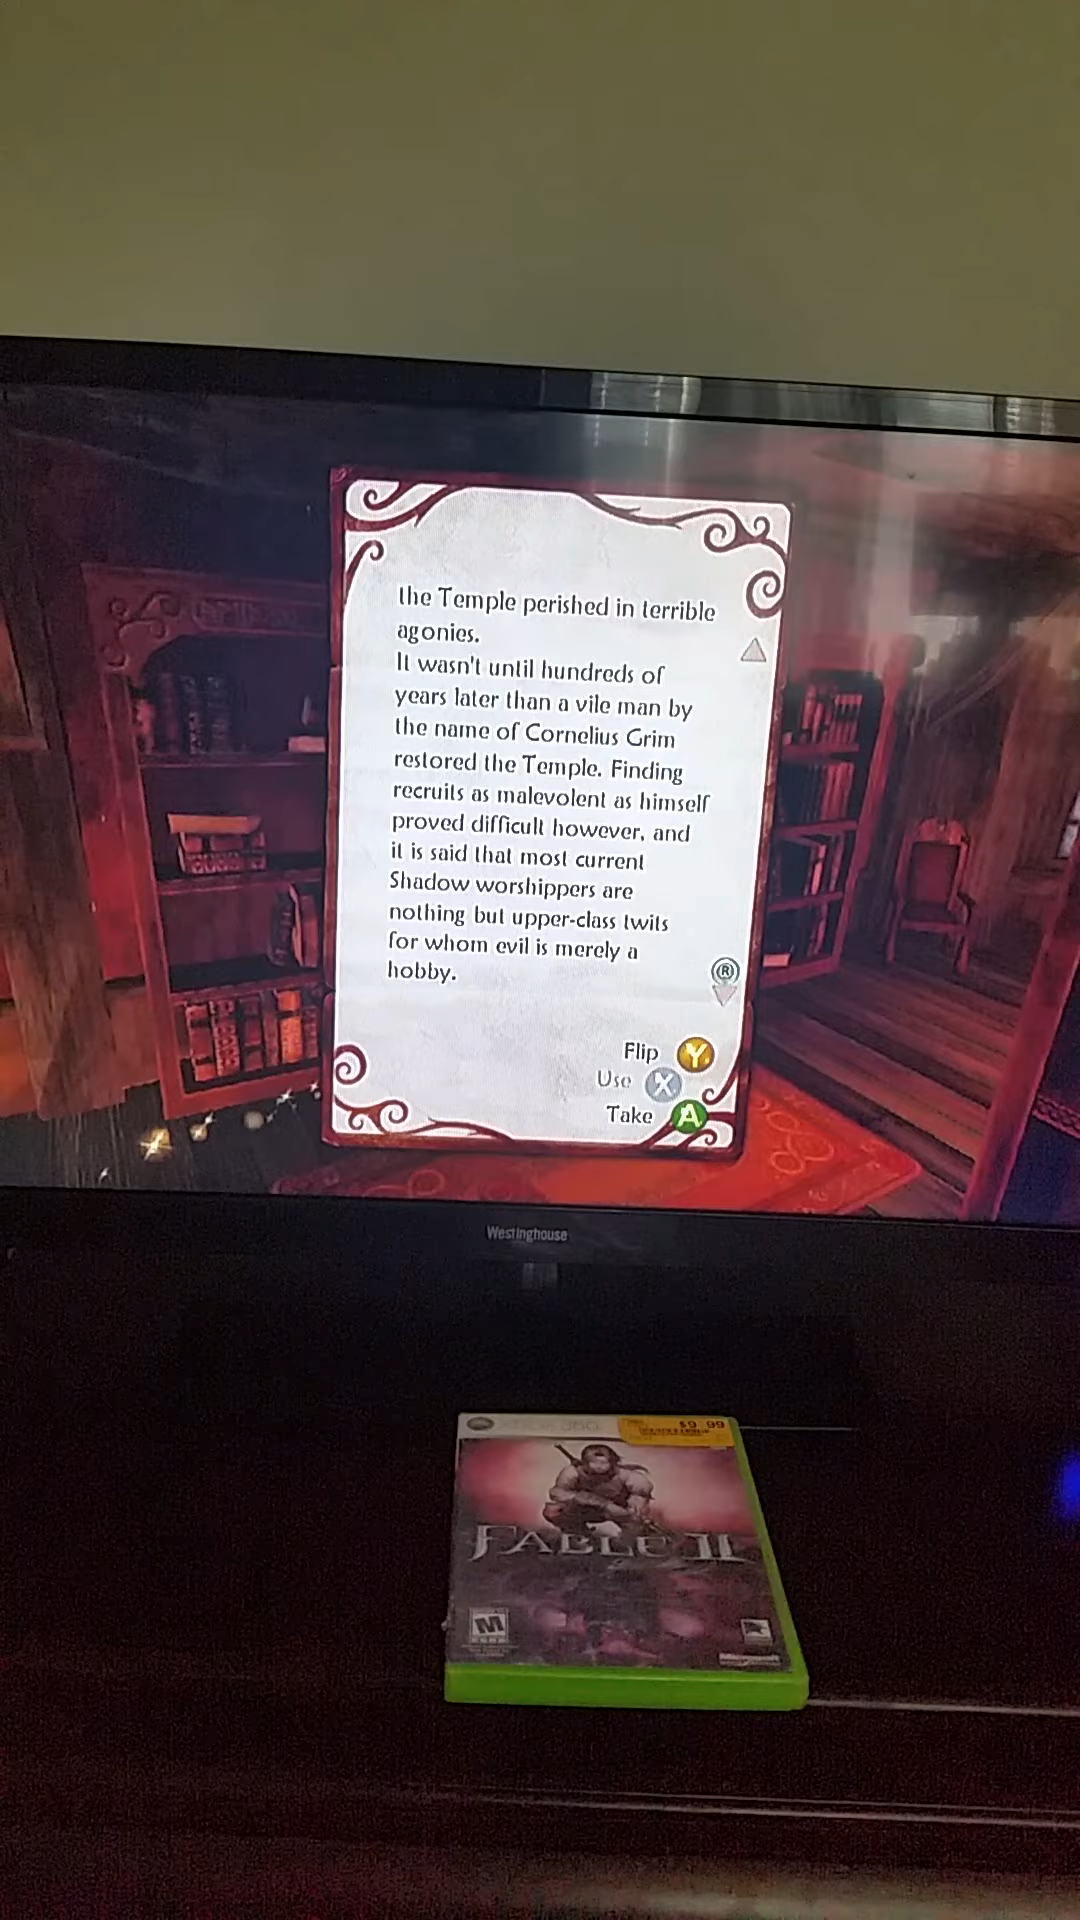 the Temple perished in terrible
agonies.
It wasn't until hundreds of
years later than a vile man by
the name of Cornelius Grim
restored the Temple. Finding
recruits as malevolent as himself
proved difficult however, and
it is said that most current
Shadow worshippers are
nothing but upper-class twits
for whom evil is merely a
hobby.
R
Flip Y
Use X
Take A
Westinghouse
$9.99
FABLE II
M
Microsoft